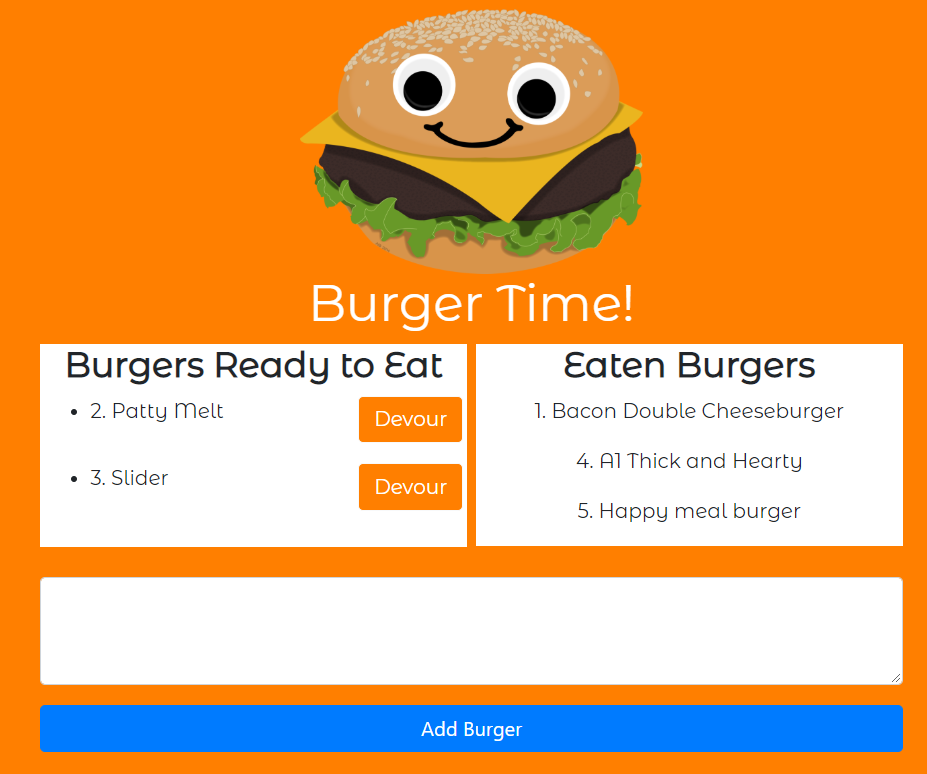 Burger Time!
Burgers Ready to Eat
2. Patty Melt
Devour
3. Slider
Devour
Eaten Burgers
1. Bacon Double Cheeseburger
4. A1 Thick and Hearty
5. Happy meal burger
Add Burger